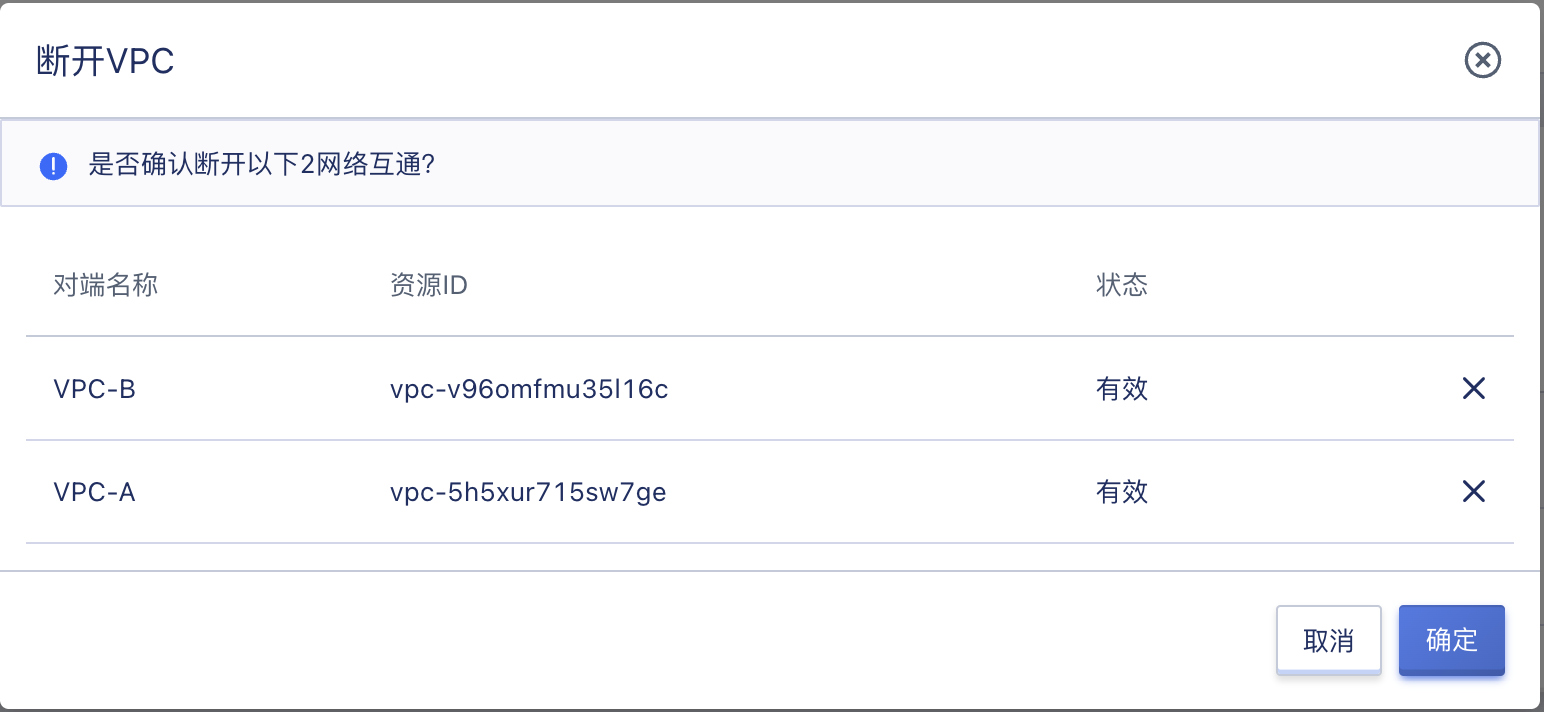 断开VPC
是否确认断开以下2网络互通?
对端名称 资源ID 状态
VPC-B vpc-v96omfmu35l16c 有效
VPC-A vpc-5h5xur715sw7ge 有效
取消 确定